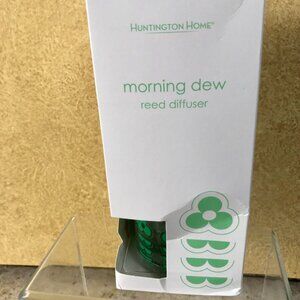 HUNTINGTON HOME®
morning dew
reed diffuser